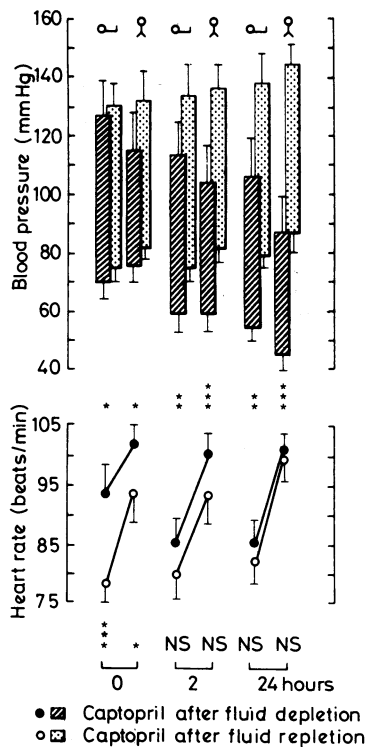 160
140
120
100
80
60
40
Blood pressure (mmHg)
* * ** *** ** ***
105
95
85
75
Heart rate (beats/min)
*** * NS NS NS NS
0 2 24 hours
Captopril after fluid depletion
Captopril after fluid repletion